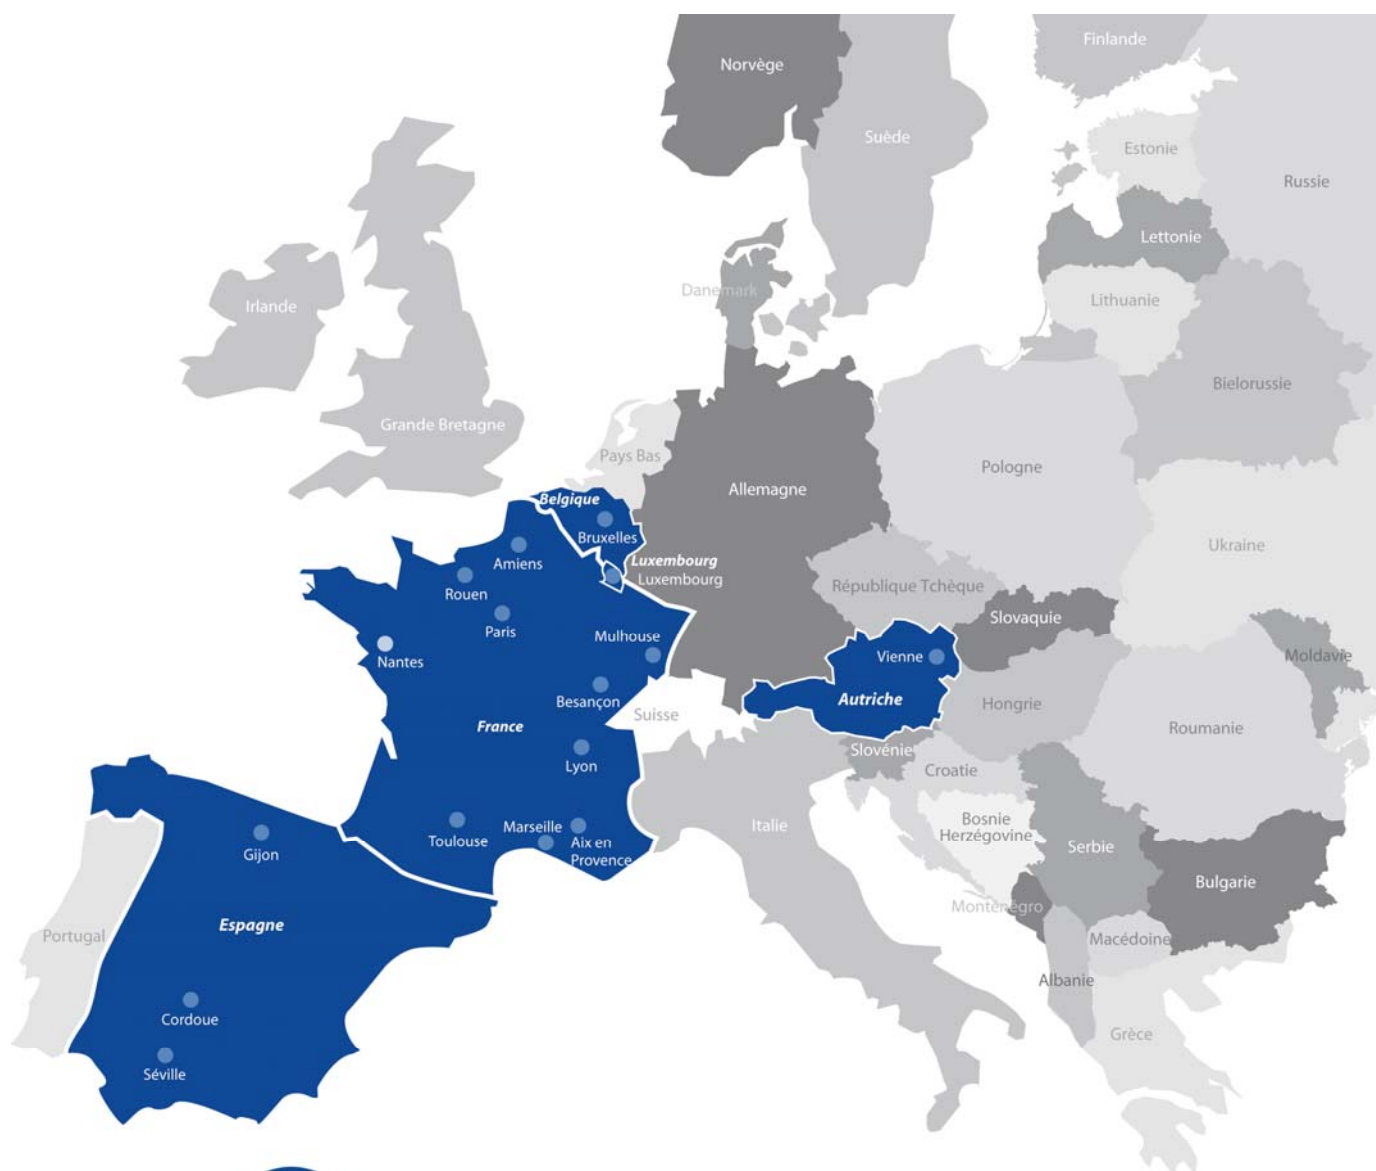 Finlande
Norvège
Suède
Estonie
Russie
Lettonie
Danemark
Lithuanie
Irlande
Bielorussie
Grande Bretagne
Pays Bas
Pologne
Allemagne
Belgique
Bruxelles
Ukraine
Amiens
Luxembourg
Luxembourg
République Tchèque
Rouen
Slovaquie
Paris
Mulhouse
Nantes
Vienne
Moldavie
Besançon
Autriche
Hongrie
Suisse
France
Roumanie
Slovénie
Lyon
Croatie
Bosnie
Herzégovine
Italie
Marseille
Toulouse
Aix en
Provence
Serbie
Gijon
Bulgarie
Monténégro
Espagne
Portugal
Macédoine
Albanie
Cordoue
Grèce
Séville